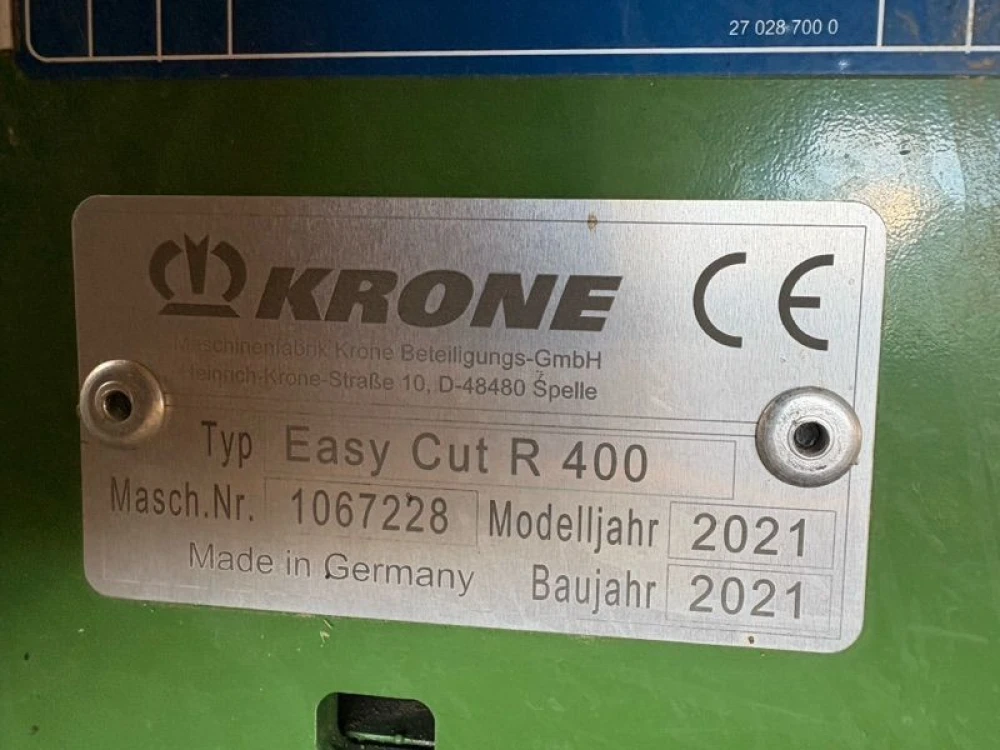 27 028 700 0
KRONE CE
Maschinenfabrik Krone Beteiligungs-GmbH
Heinrich-Krone-Straße 10, D-48480 Spelle
Typ Easy Cut R 400
Masch.Nr. 1067228 Modelljahr 2021
Made in Germany Baujahr 2021